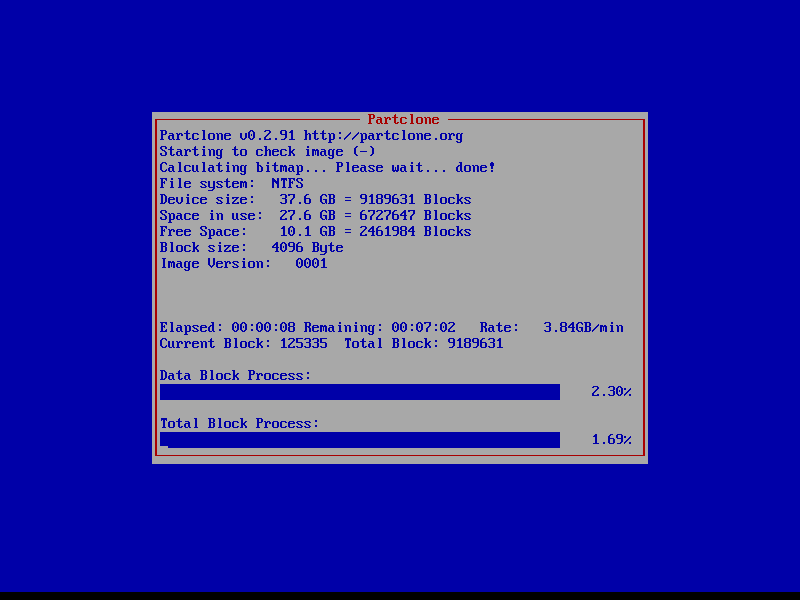 Partclone
Partclone v0.2.91 http://partclone.org
Starting to check image (-)
Calculating bitmap... Please wait... done!
File system:  NTFS
Device size:   37.6 GB = 9189631 Blocks
Space in use:  27.6 GB = 6727647 Blocks
Free Space:    10.1 GB = 2461984 Blocks
Block size:   4096 Byte
Image Version:   0001
Elapsed: 00:00:08 Remaining: 00:07:02   Rate:   3.84GB/min
Current Block: 125335  Total Block: 9189631
Data Block Process:
2.30%
Total Block Process:
1.69%